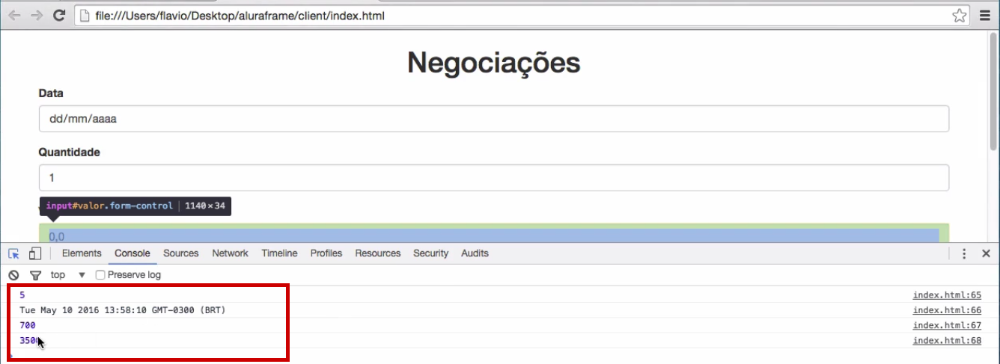 file:///Users/flavio/Desktop/aluraframe/client/index.html
Negociações
Data
dd/mm/aaaa
Quantidade
1
input#valor.form-control | 1140 × 34
0,0
Elements Console Sources Network Timeline Profiles Resources Security Audits
top ▼ Preserve log
5 index.html:65
Tue May 10 2016 13:58:10 GMT-0300 (BRT) index.html:66
700 index.html:67
3500 index.html:68